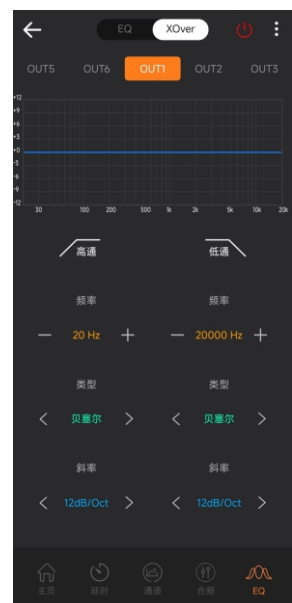 EQ XOver
OUT5 OUT6 OUT1 OUT2 OUT3
+12
+9
+6
+3
+0
-3
-6
-9
-12
30 100 200 500 1k 2k 5k 10k 20k
高通 低通
频率 频率
20 Hz 20000 Hz
类型 类型
贝塞尔 贝塞尔
斜率 斜率
12dB/Oct 12dB/Oct
主页 延时 通道 音频 EQ